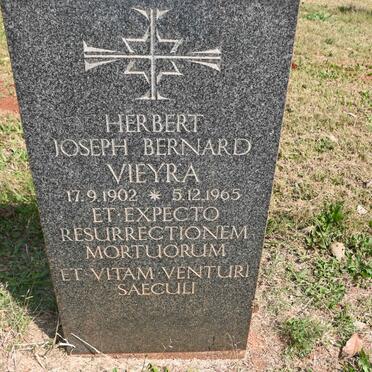 HERBERT
JOSEPH BERNARD
VIEYRA
17.9.1902 * 5.12.1965
ET·EXPECTO
RESURRECTIONEM
MORTUORUM
ET·VITAM·VENTURI
SAECULI